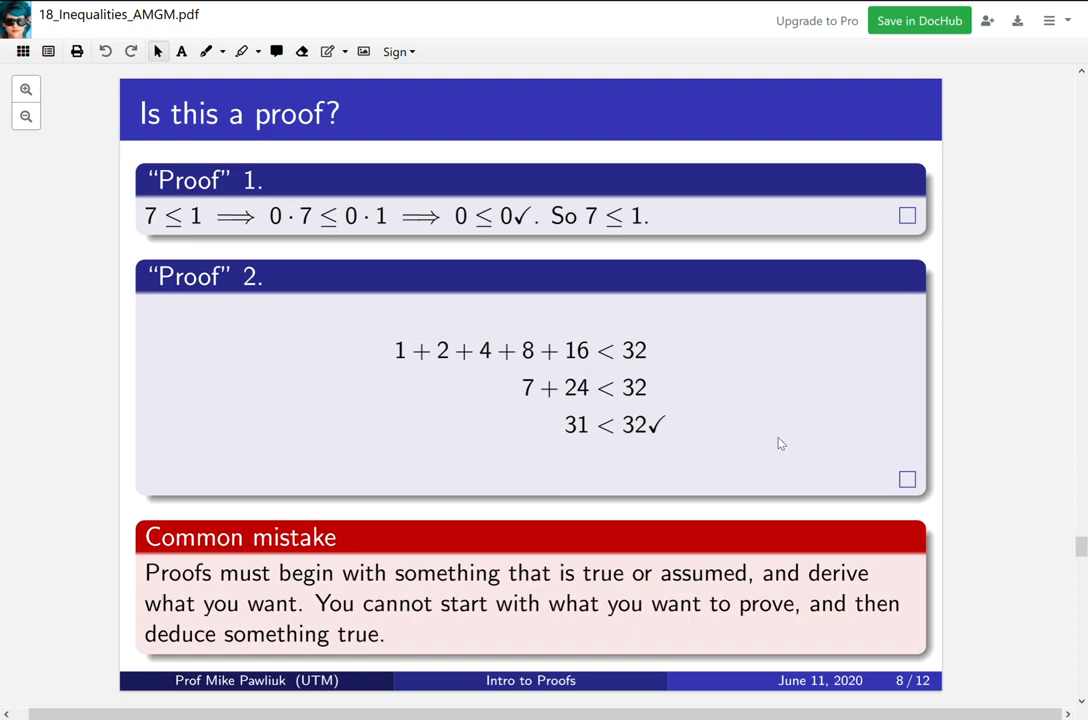 18_Inequalities_AMGM.pdf
Upgrade to Pro
Save in DocHub
A
Sign
Is this a proof?
“Proof” 1.
7 ≤ 1 ⟹ 0 · 7 ≤ 0 · 1 ⟹ 0 ≤ 0✓. So 7 ≤ 1. □
“Proof” 2.
1 + 2 + 4 + 8 + 16 < 32
7 + 24 < 32
31 < 32✓
□
Common mistake
Proofs must begin with something that is true or assumed, and derive
what you want. You cannot start with what you want to prove, and then
deduce something true.
Prof Mike Pawliuk (UTM) Intro to Proofs June 11, 2020 8 / 12